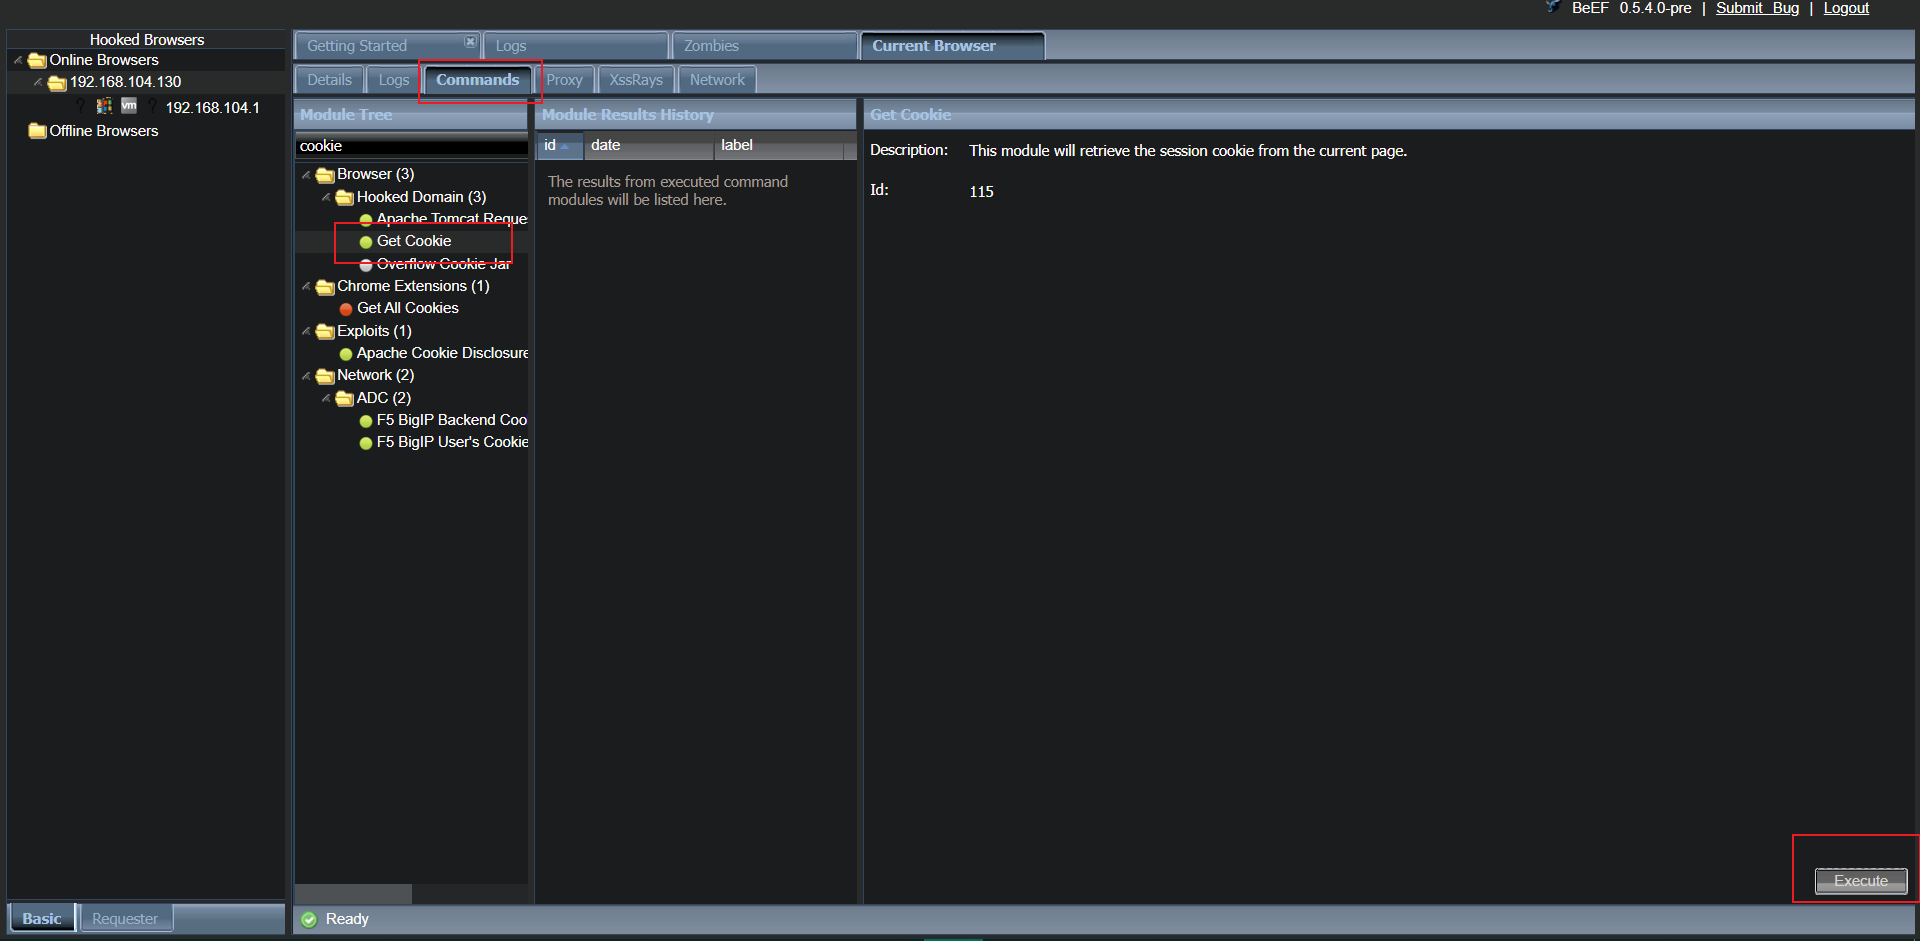 BeEF 0.5.4.0-pre | Submit Bug | Logout
Hooked Browsers
Online Browsers
192.168.104.130
? vm ? 192.168.104.1
Offline Browsers
Basic Requester
Getting Started Logs Zombies Current Browser
Details Logs Commands Proxy XssRays Network
Module Tree
cookie
Browser (3)
Hooked Domain (3)
Apache Tomcat Reques
Get Cookie
Overflow Cookie Jar
Chrome Extensions (1)
Get All Cookies
Exploits (1)
Apache Cookie Disclosure
Network (2)
ADC (2)
F5 BigIP Backend Coo
F5 BigIP User's Cookie
Module Results History
id date label
The results from executed command
modules will be listed here.
Get Cookie
Description: This module will retrieve the session cookie from the current page.
Id: 115
Execute
Ready